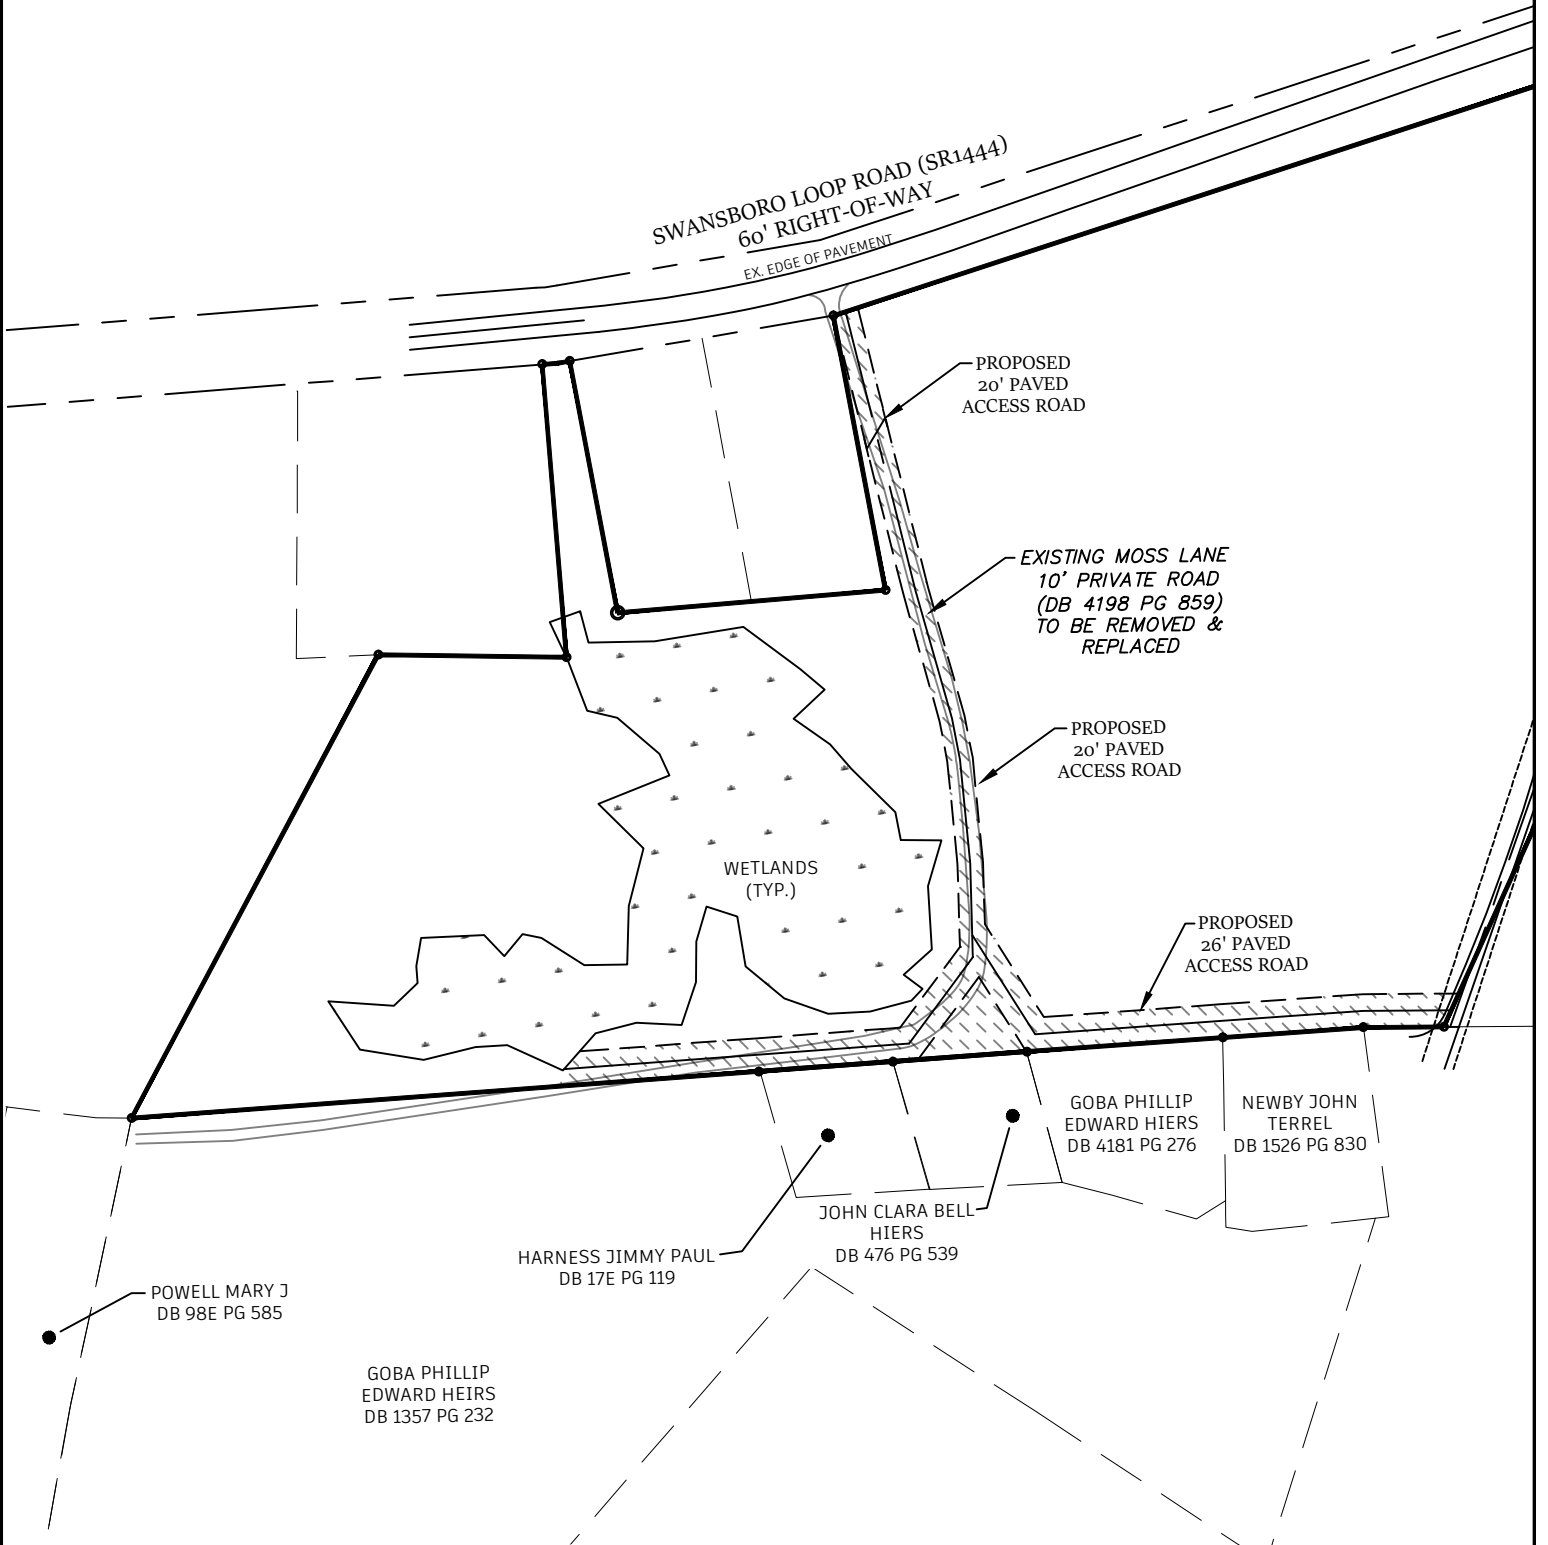 SWANSBORO LOOP ROAD (SR1444)
60' RIGHT-OF-WAY
EX. EDGE OF PAVEMENT
PROPOSED
20' PAVED
ACCESS ROAD
EXISTING MOSS LANE
10' PRIVATE ROAD
(DB 4198 PG 859)
TO BE REMOVED &
REPLACED
PROPOSED
20' PAVED
ACCESS ROAD
WETLANDS
(TYP.)
PROPOSED
26' PAVED
ACCESS ROAD
GOBA PHILLIP
EDWARD HIERS
DB 4181 PG 276
NEWBY JOHN
TERREL
DB 1526 PG 830
JOHN CLARA BELL
HIERS
DB 476 PG 539
HARNESS JIMMY PAUL
DB 17E PG 119
POWELL MARY J
DB 98E PG 585
GOBA PHILLIP
EDWARD HEIRS
DB 1357 PG 232